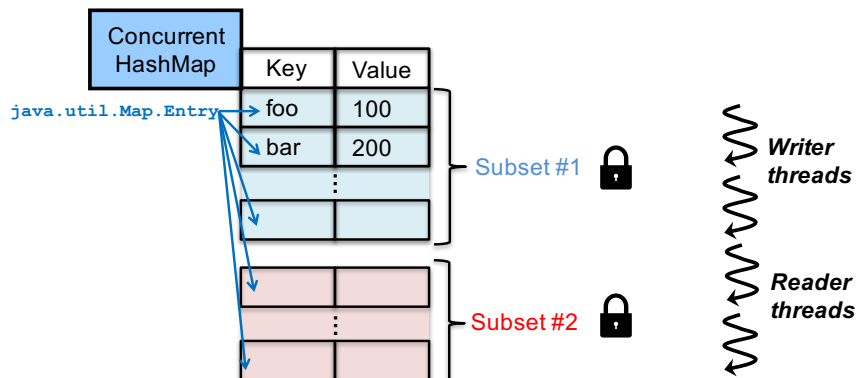 Concurrent
HashMap
Key Value
java.util.Map.Entry
foo 100
bar 200
Subset #1
Writer
threads
Reader
threads
Subset #2